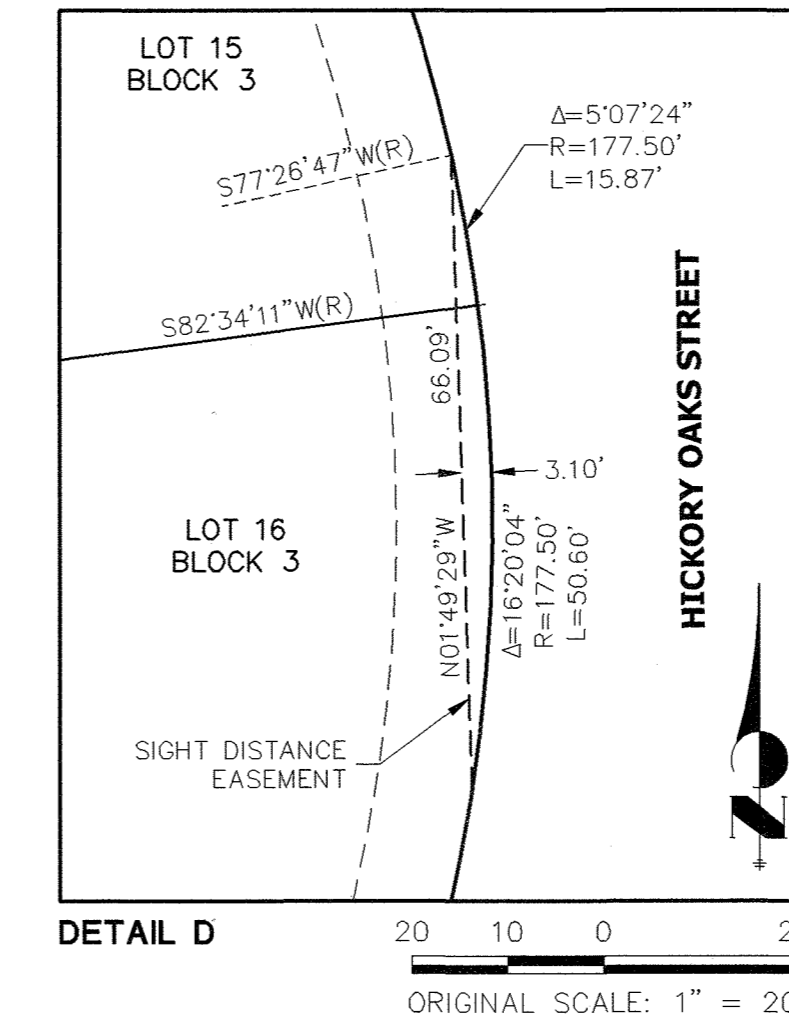 LOT 15
BLOCK 3
Δ=5°07'24"
R=177.50'
L=15.87'
S77°26'47"W(R)
S82°34'11"W(R)
66.09'
3.10'
HICKORY OAKS STREET
LOT 16
BLOCK 3
N01°49'29"W
Δ=16°20'04"
R=177.50'
L=50.60'
SIGHT DISTANCE
EASEMENT
N
DETAIL D
20 10 0 2
ORIGINAL SCALE: 1" = 20